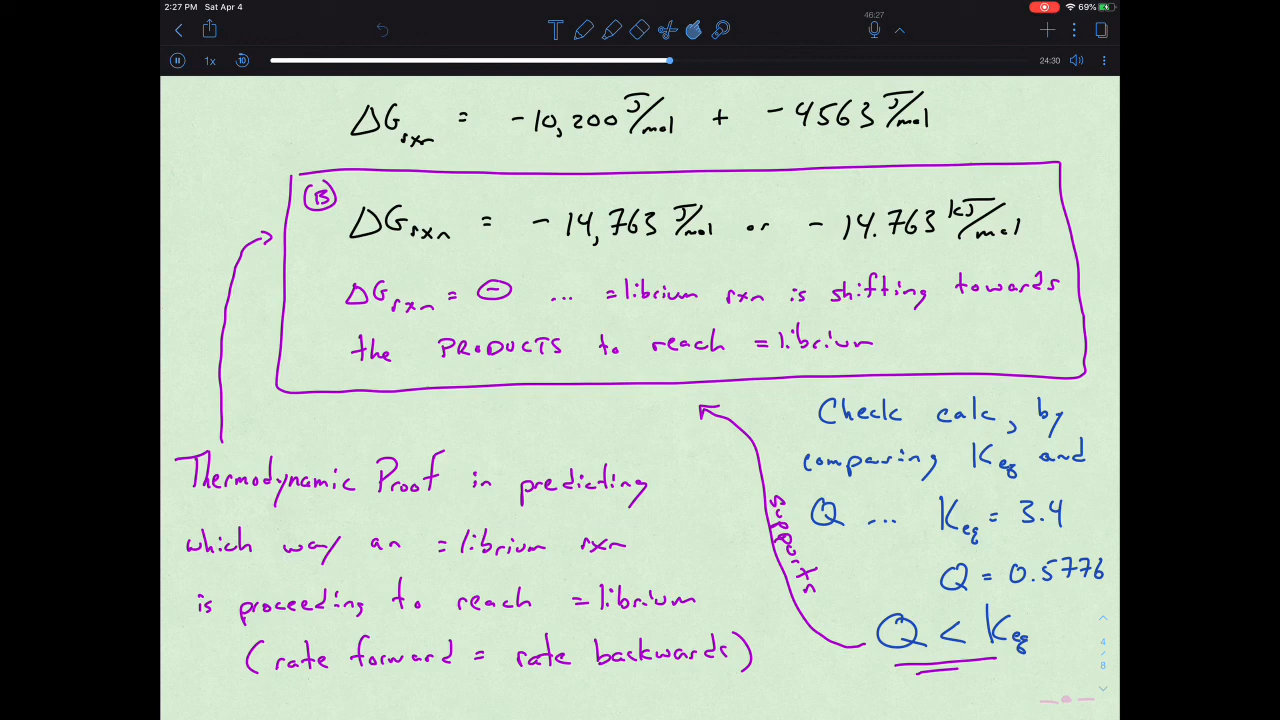 2:27 PM Sat Apr 4
69%
46:27
T
1x
10
24:30
ΔGrxn = -10,200 J/mol + -4563 J/mol
B
ΔGrxn = -14,763 J/mol or -14.763 kJ/mol
ΔGrxn = ⊖ ... =librium rxn is shifting towards
the PRODUCTS to reach =librium
Thermodynamic Proof in predicting
which way an =librium rxn
is proceeding to reach =librium
(rate forward = rate backwards)
supports
Check calc, by
comparing Keq and
Q ... Keq = 3.4
Q = 0.5776
Q < Keq
4
/
8